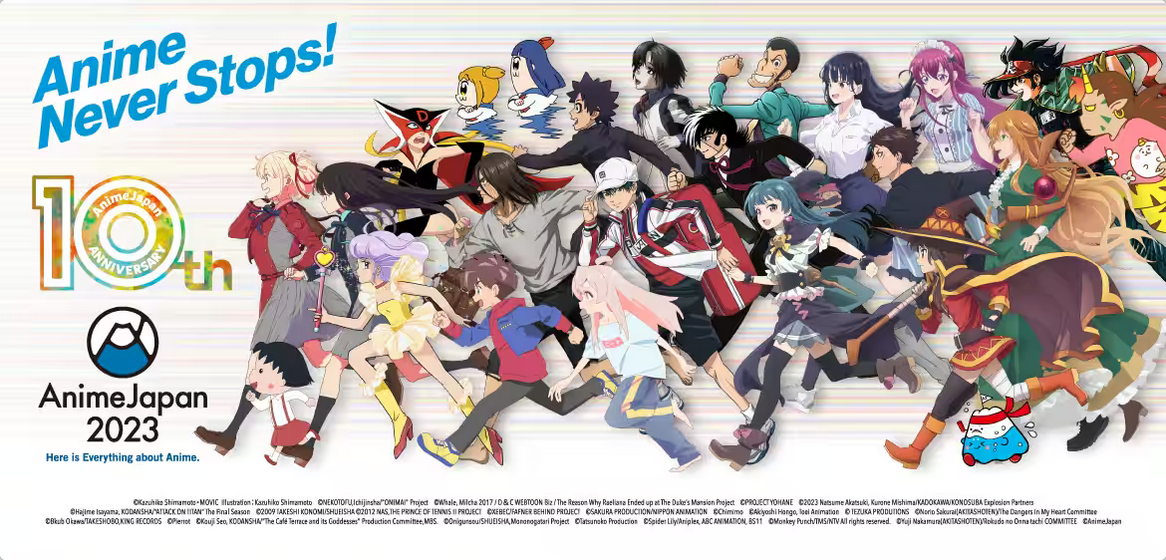 Anime
Never Stops!
10th
AnimeJapan
ANNIVERSARY
D
AnimeJapan
2023
Here is Everything about Anime.
©Kazuhiko Shimamoto・MOVIC Illustration：Kazuhiko Shimamoto ©NEKOTOFU,Ichijinsha/"ONIMAI" Project ©Whale, Milcha 2017 / D & C WEBTOON Biz / The Reason Why Raeliana Ended up at The Duke's Mansion Project ©PROJECT YOHANE ©2023 Natsume Akatsuki, Kurone Mishima/KADOKAWA/KONOSUBA Explosion Partners
©Hajime Isayama, KODANSHA/"ATTACK ON TITAN" The Final Season ©2009 TAKESHI KONOMI/SHUEISHA ©2012 NAS,THE PRINCE OF TENNIS II PROJECT ©XEBEC/FAFNER BEHIND PROJECT ©SAKURA PRODUCTION/NIPPON ANIMATION ©Chimimo ©Akiyoshi Hongo, Toei Animation © TEZUKA PRODUTIONS ©Norio Sakurai(AKITASHOTEN)/The Dangers in My Heart Committee
©Bkub Okawa/TAKESHOBO,KING RECORDS ©Pierrot ©Kouji Seo, KODANSHA/"The Café Terrace and its Goddesses" Production Committee,MBS. ©Onigunsou/SHUEISHA,Mononogatari Project ©Tatsunoko Production ©Spider Lily/Aniplex, ABC ANIMATION, BS11 ©Monkey Punch/TMS/NTV All rights reserved. ©Yuji Nakamura(AKITASHOTEN)/Rokudo no Onna tachi COMMITTEE ©AnimeJapan